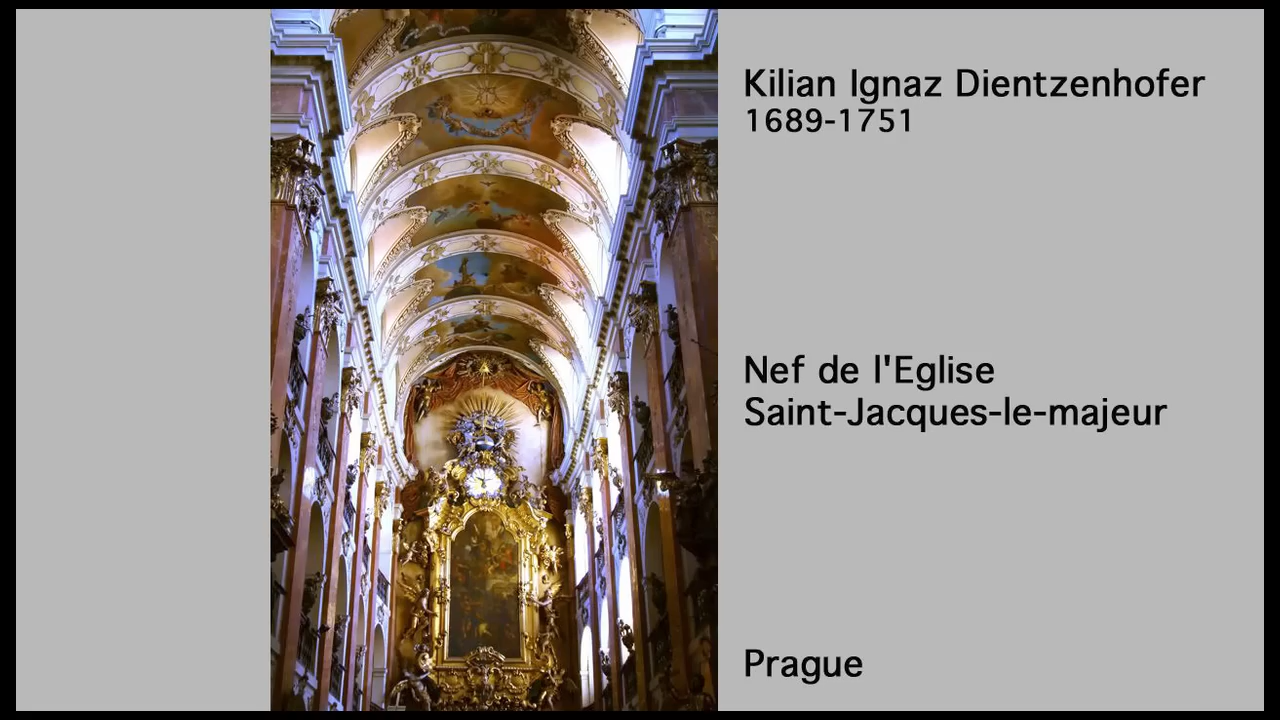 Kilian Ignaz Dientzenhofer
1689-1751
Nef de l'Eglise
Saint-Jacques-le-majeur
Prague